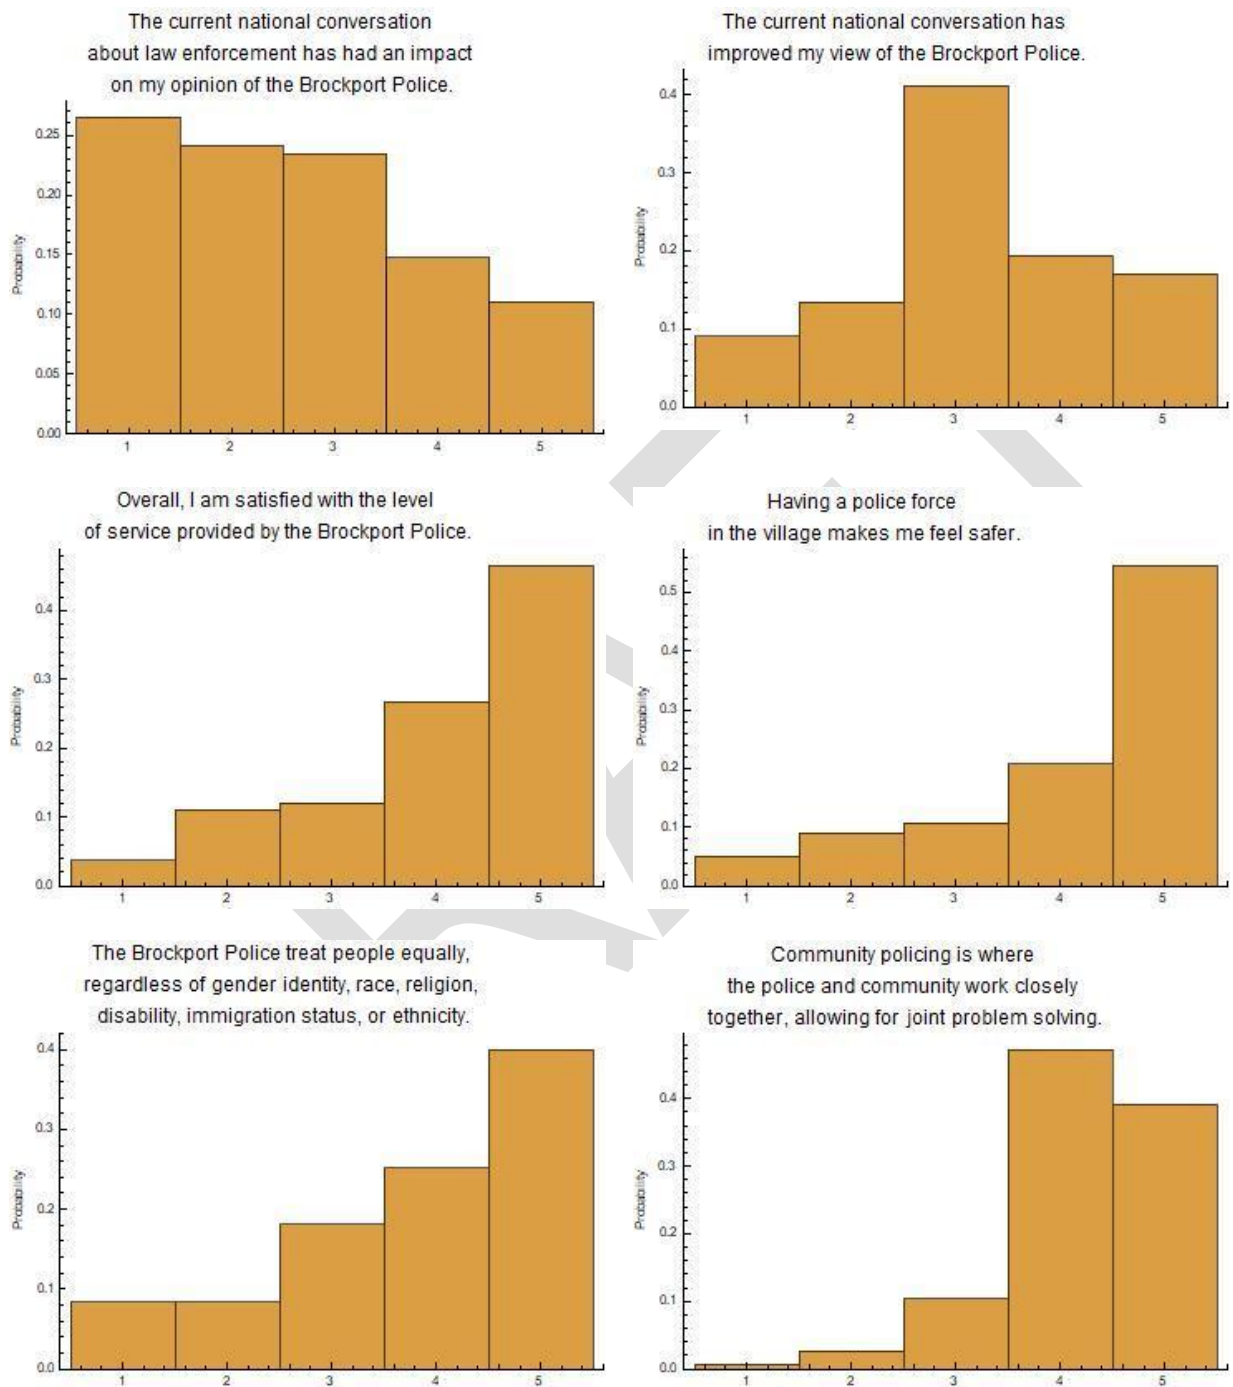 The current national conversation
about law enforcement has had an impact
on my opinion of the Brockport Police.
0.25
0.20
0.15
0.10
0.05
0.00
Probability
1 2 3 4 5
The current national conversation has
improved my view of the Brockport Police.
0.4
0.3
0.2
0.1
0.0
Probability
1 2 3 4 5
Overall, I am satisfied with the level
of service provided by the Brockport Police.
0.4
0.3
0.2
0.1
0.0
Probability
1 2 3 4 5
Having a police force
in the village makes me feel safer.
0.5
0.4
0.3
0.2
0.1
0.0
Probability
1 2 3 4 5
The Brockport Police treat people equally,
regardless of gender identity, race, religion,
disability, immigration status, or ethnicity.
0.4
0.3
0.2
0.1
0.0
Probability
1 2 3 4 5
Community policing is where
the police and community work closely
together, allowing for joint problem solving.
0.4
0.3
0.2
0.1
0.0
Probability
1 2 3 4 5